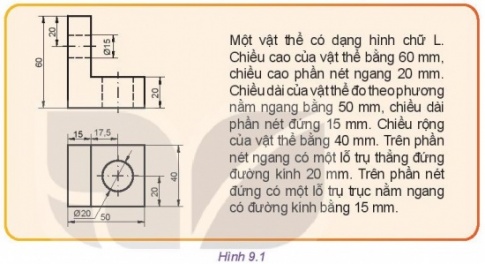 20
60
Ø15
20
15
17,5
40
20
Ø20
50
Một vật thể có dạng hình chữ L.
Chiều cao của vật thể bằng 60 mm,
chiều cao phần nét ngang 20 mm.
Chiều dài của vật thể đo theo phương
nằm ngang bằng 50 mm, chiều dài
phần nét đứng 15 mm. Chiều rộng
của vật thể bằng 40 mm. Trên phần
nét ngang có một lỗ trụ thẳng đứng
đường kính 20 mm. Trên phần nét
đứng có một lỗ trụ trục nằm ngang
có đường kính bằng 15 mm.
Hình 9.1